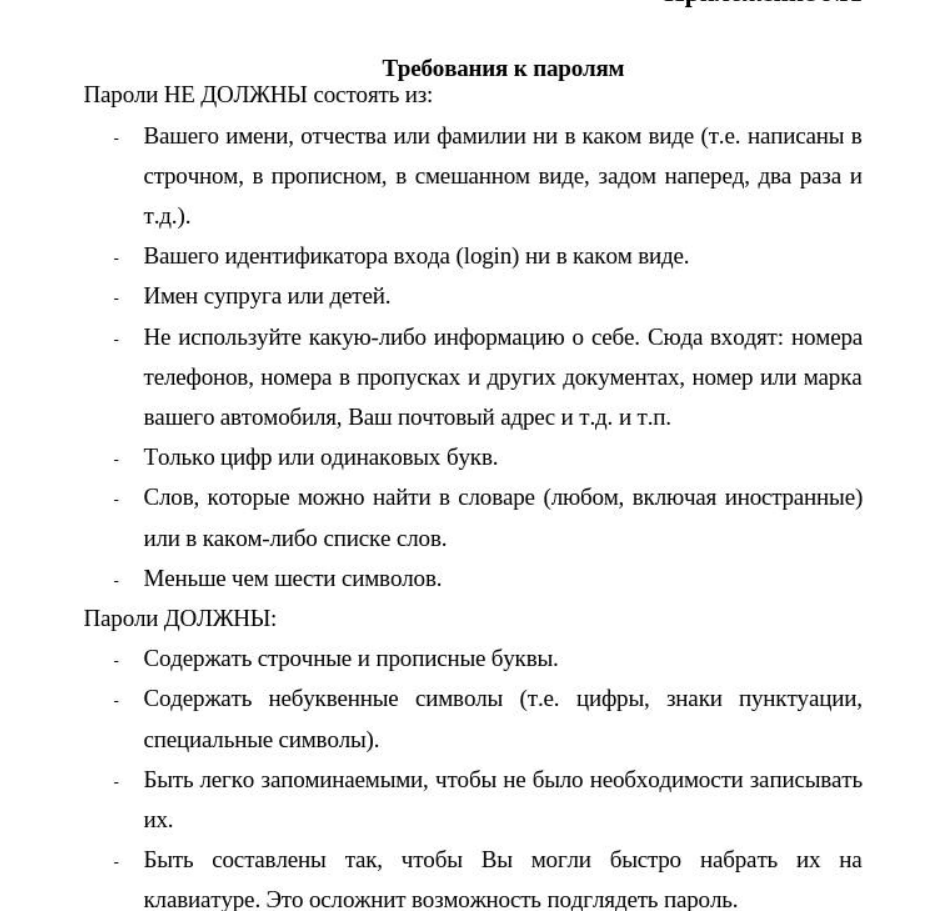 Требования к паролям
Пароли НЕ ДОЛЖНЫ состоять из:
- Вашего имени, отчества или фамилии ни в каком виде (т.е. написаны в
строчном, в прописном, в смешанном виде, задом наперед, два раза и
т.д.).
- Вашего идентификатора входа (login) ни в каком виде.
- Имен супруга или детей.
- Не используйте какую-либо информацию о себе. Сюда входят: номера
телефонов, номера в пропусках и других документах, номер или марка
вашего автомобиля, Ваш почтовый адрес и т.д. и т.п.
- Только цифр или одинаковых букв.
- Слов, которые можно найти в словаре (любом, включая иностранные)
или в каком-либо списке слов.
- Меньше чем шести символов.
Пароли ДОЛЖНЫ:
- Содержать строчные и прописные буквы.
- Содержать небуквенные символы (т.е. цифры, знаки пунктуации,
специальные символы).
- Быть легко запоминаемыми, чтобы не было необходимости записывать
их.
- Быть составлены так, чтобы Вы могли быстро набрать их на
клавиатуре. Это осложнит возможность подглядеть пароль.